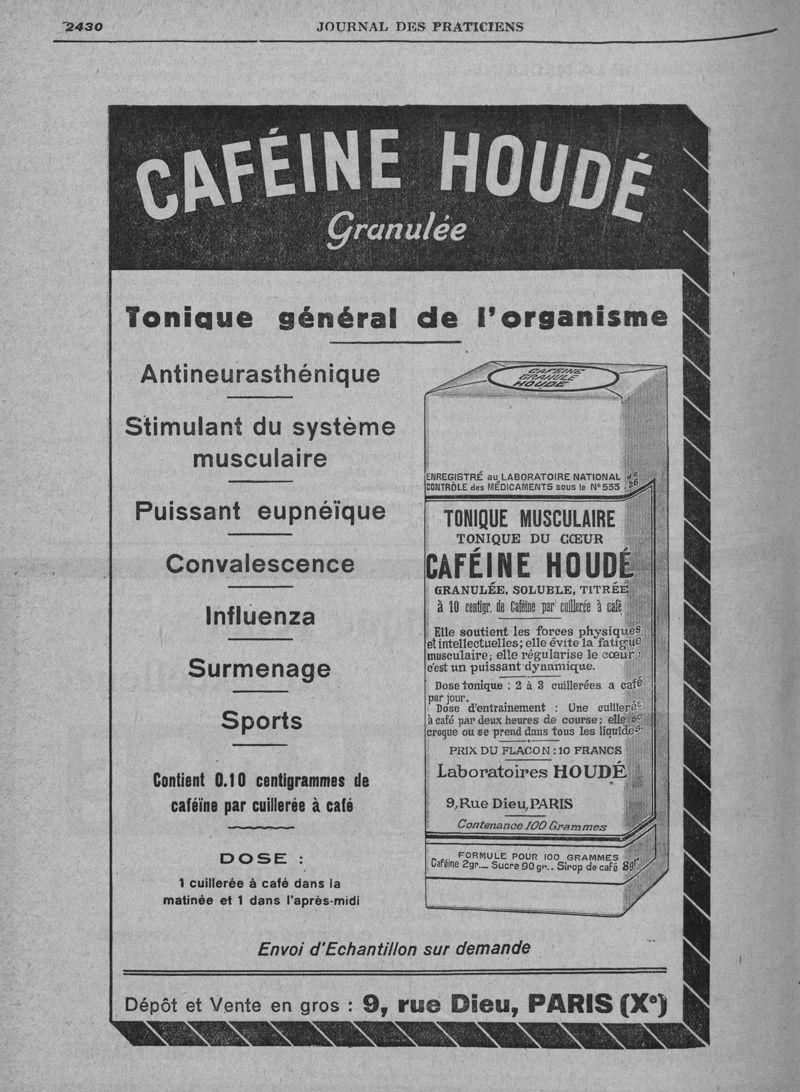 2430
JOURNAL DES PRATICIENS
CAFÉINE HOUDÉ
Granulée
Tonique général de l'organisme
Antineurasthénique
Stimulant du système
musculaire
Puissant eupnéïque
Convalescence
Influenza
Surmenage
Sports
Contient 0.10 centigrammes de
caféïne par cuillerée à café
DOSE :
1 cuillerée à café dans la
matinée et 1 dans l'après-midi
CAFÉINE
GRANULÉE
HOUDÉ
ENREGISTRÉ au LABORATOIRE NATIONAL de
CONTRÔLE des MÉDICAMENTS sous le No 533 - 26
TONIQUE MUSCULAIRE
TONIQUE DU CŒUR
CAFÉINE HOUDÉ
GRANULÉE, SOLUBLE, TITRÉE
à 10 centigr. de Caféine par cuillerée à café
Elle soutient les forces physiques
et intellectuelles; elle évite la fatigue
musculaire; elle régularise le cœur;
c'est un puissant dynamique.
Dose tonique : 2 à 3 cuillerées a café
par jour.
Dose d'entrainement : Une cuillerée
à café par deux heures de course; elle se
croque ou se prend dans tous les liquides.
PRIX DU FLACON : 10 FRANCS
Laboratoires HOUDÉ
9, Rue Dieu, PARIS
Contenance 100 Grammes
FORMULE POUR 100 GRAMMES
Caféine 2gr... Sucre 90 gr.. Sirop de café 8gr.
Envoi d'Echantillon sur demande
Dépôt et Vente en gros : 9, rue Dieu, PARIS (Xe)